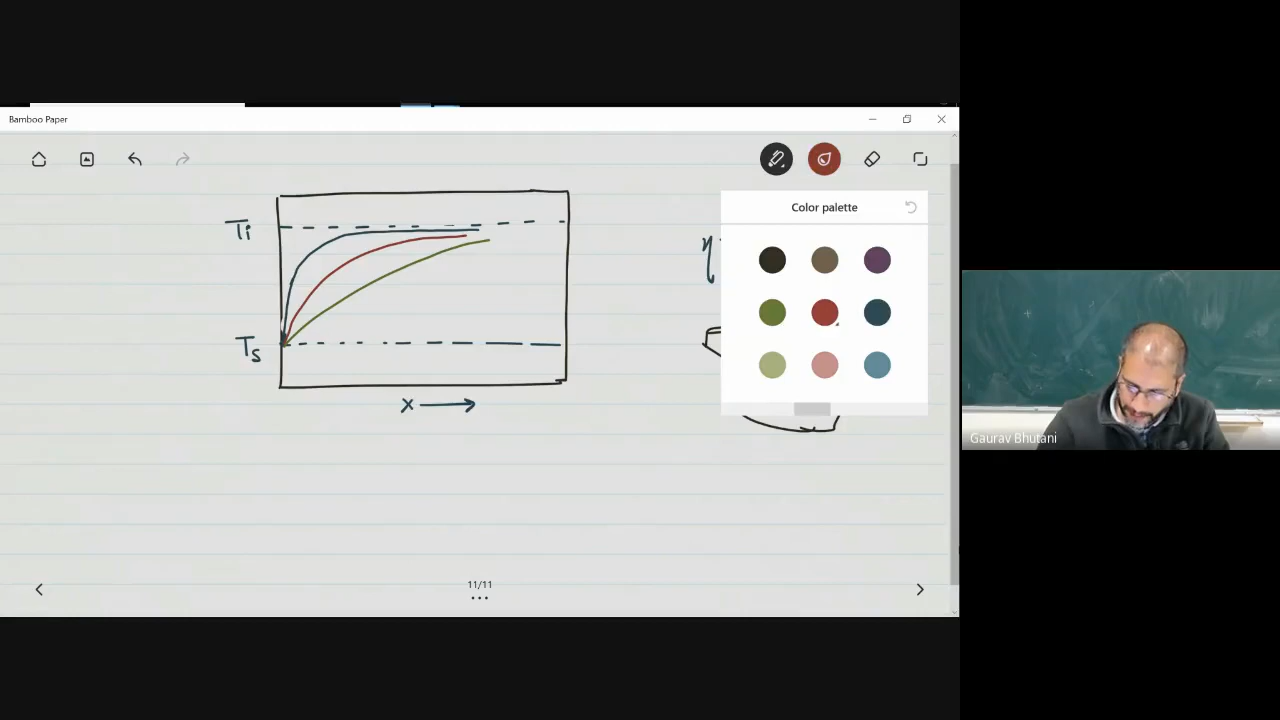 Bamboo Paper
Color palette
Ti
η
Ts
x
Gaurav Bhutani
11/11